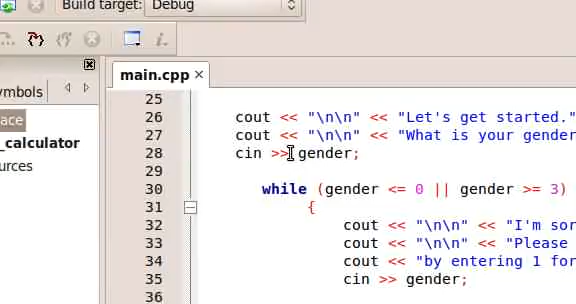 Build target: Debug
main.cpp ×
ymbols
ace
_calculator
urces
25
26 cout << "\n\n" << "Let's get started."
27 cout << "\n\n" << "What is your gender
28 cin >> gender;
29
30 while (gender <= 0 || gender >= 3)
31 {
32 cout << "\n\n" << "I'm sor
33 cout << "\n\n" << "Please
34 cout << "by entering 1 for
35 cin >> gender;
36